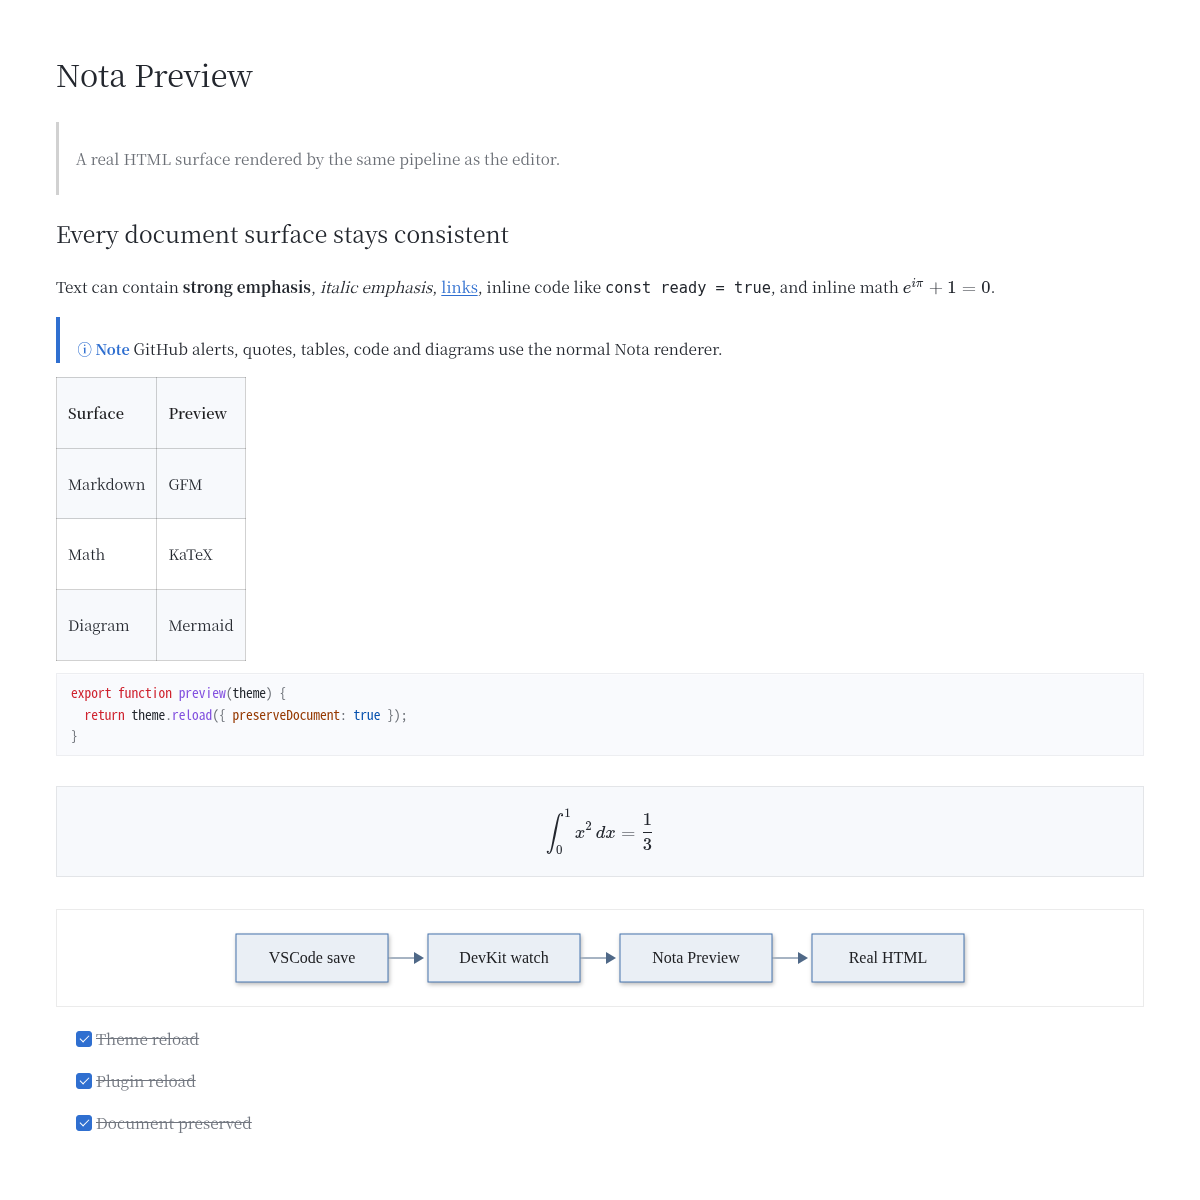 Nota Preview
A real HTML surface rendered by the same pipeline as the editor.
Every document surface stays consistent
Text can contain strong emphasis, italic emphasis, links, inline code like const ready = true, and inline math e^{iπ} + 1 = 0.
ⓘ Note GitHub alerts, quotes, tables, code and diagrams use the normal Nota renderer.
Surface Preview
Markdown GFM
Math KaTeX
Diagram Mermaid
export function preview(theme) {
  return theme.reload({ preserveDocument: true });
}
∫_0^1 x^2 dx = 1/3
VSCode save DevKit watch Nota Preview Real HTML
Theme reload
Plugin reload
Document preserved